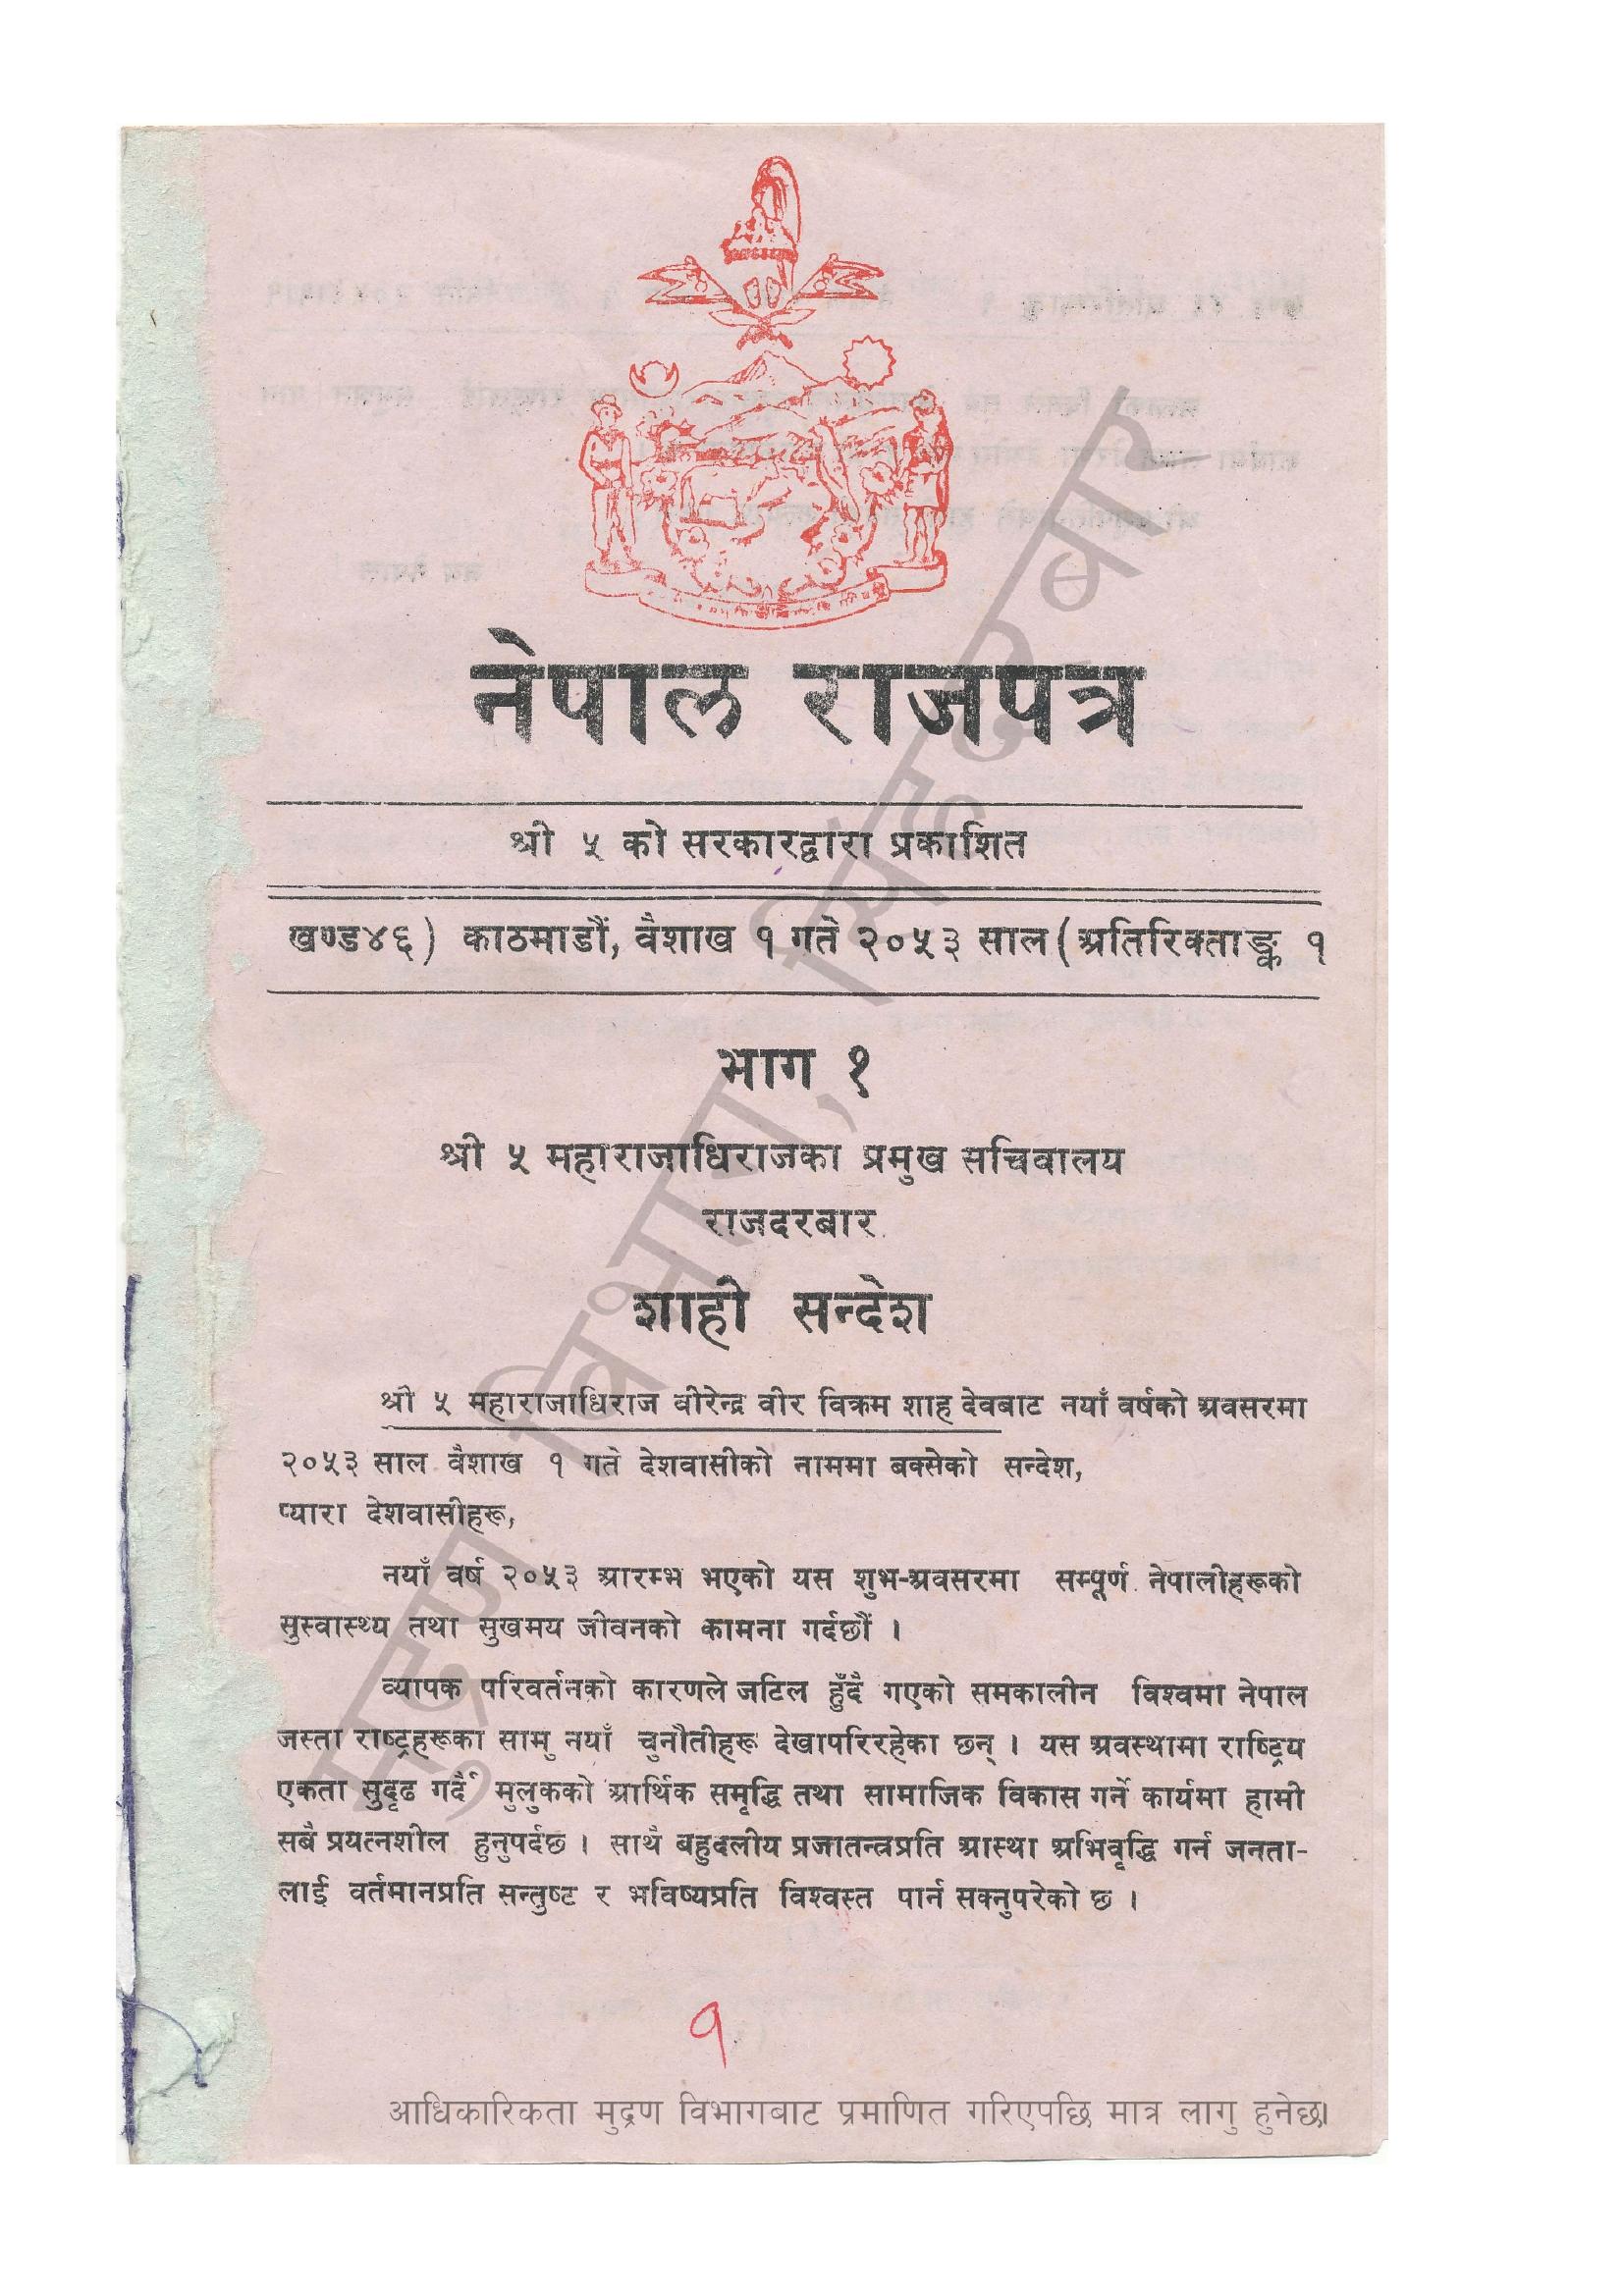 नेपाल राजपत्र
श्री ५ को सरकारद्वारा प्रकाशित
खण्ड४६) काठमाडौं, वैशाख १ गते २०५३ साल (अतिरिक्ताङ्क १
भाग १
श्री ५ महाराजाधिराजका प्रमुख सचिवालय
राजदरबार
शाही सन्देश
श्री ५ महाराजाधिराज वीरेन्द्र वीर विक्रम शाह देवबाट नयाँ वर्षको अवसरमा
२०५३ साल वैशाख १ गते देशवासीको नाममा बक्सेको सन्देश,
प्यारा देशवासीहरू,
नयाँ वर्ष २०५३ आरम्भ भएको यस शुभ-अवसरमा सम्पूर्ण नेपालीहरूको
सुस्वास्थ्य तथा सुखमय जीवनको कामना गर्दछौं ।
व्यापक परिवर्तनको कारणले जटिल हुँदै गएको समकालीन विश्वमा नेपाल
जस्ता राष्ट्रहरूका सामु नयाँ चुनौतीहरू देखापरिरहेका छन् । यस अवस्थामा राष्ट्रिय
एकता सुदृढ गर्दै मुलुकको आर्थिक समृद्धि तथा सामाजिक विकास गर्ने कार्यमा हामी
सबै प्रयत्नशील हुनुपर्दछ । साथै बहुदलीय प्रजातन्त्रप्रति आस्था अभिवृद्धि गर्न जनता-
लाई वर्तमानप्रति सन्तुष्ट र भविष्यप्रति विश्वस्त पार्न सक्नुपरेको छ ।
१
आधिकारिकता मुद्रण विभागबाट प्रमाणित गरिएपछि मात्र लागु हुनेछ।
मुद्रण विभाग, सिंहदरबार